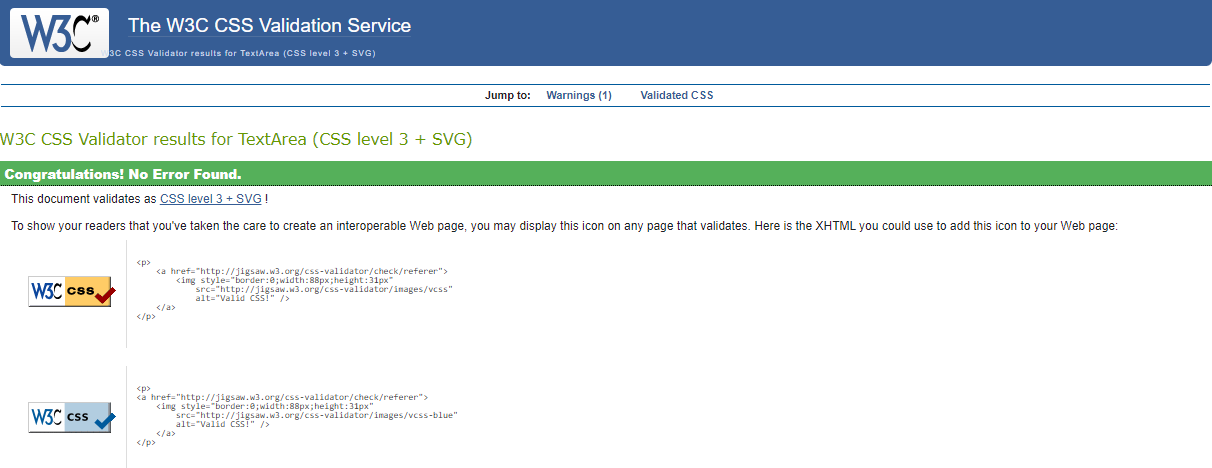 W3C®
The W3C CSS Validation Service
W3C CSS Validator results for TextArea (CSS level 3 + SVG)
Jump to: Warnings (1) Validated CSS
W3C CSS Validator results for TextArea (CSS level 3 + SVG)
Congratulations! No Error Found.
This document validates as CSS level 3 + SVG !
To show your readers that you've taken the care to create an interoperable Web page, you may display this icon on any page that validates. Here is the XHTML you could use to add this icon to your Web page:
W3C CSS
<p>
<a href="http://jigsaw.w3.org/css-validator/check/referer">
<img style="border:0;width:88px;height:31px"
src="http://jigsaw.w3.org/css-validator/images/vcss"
alt="Valid CSS!" />
</a>
</p>
W3C CSS
<p>
<a href="http://jigsaw.w3.org/css-validator/check/referer">
<img style="border:0;width:88px;height:31px"
src="http://jigsaw.w3.org/css-validator/images/vcss-blue"
alt="Valid CSS!" />
</a>
</p>